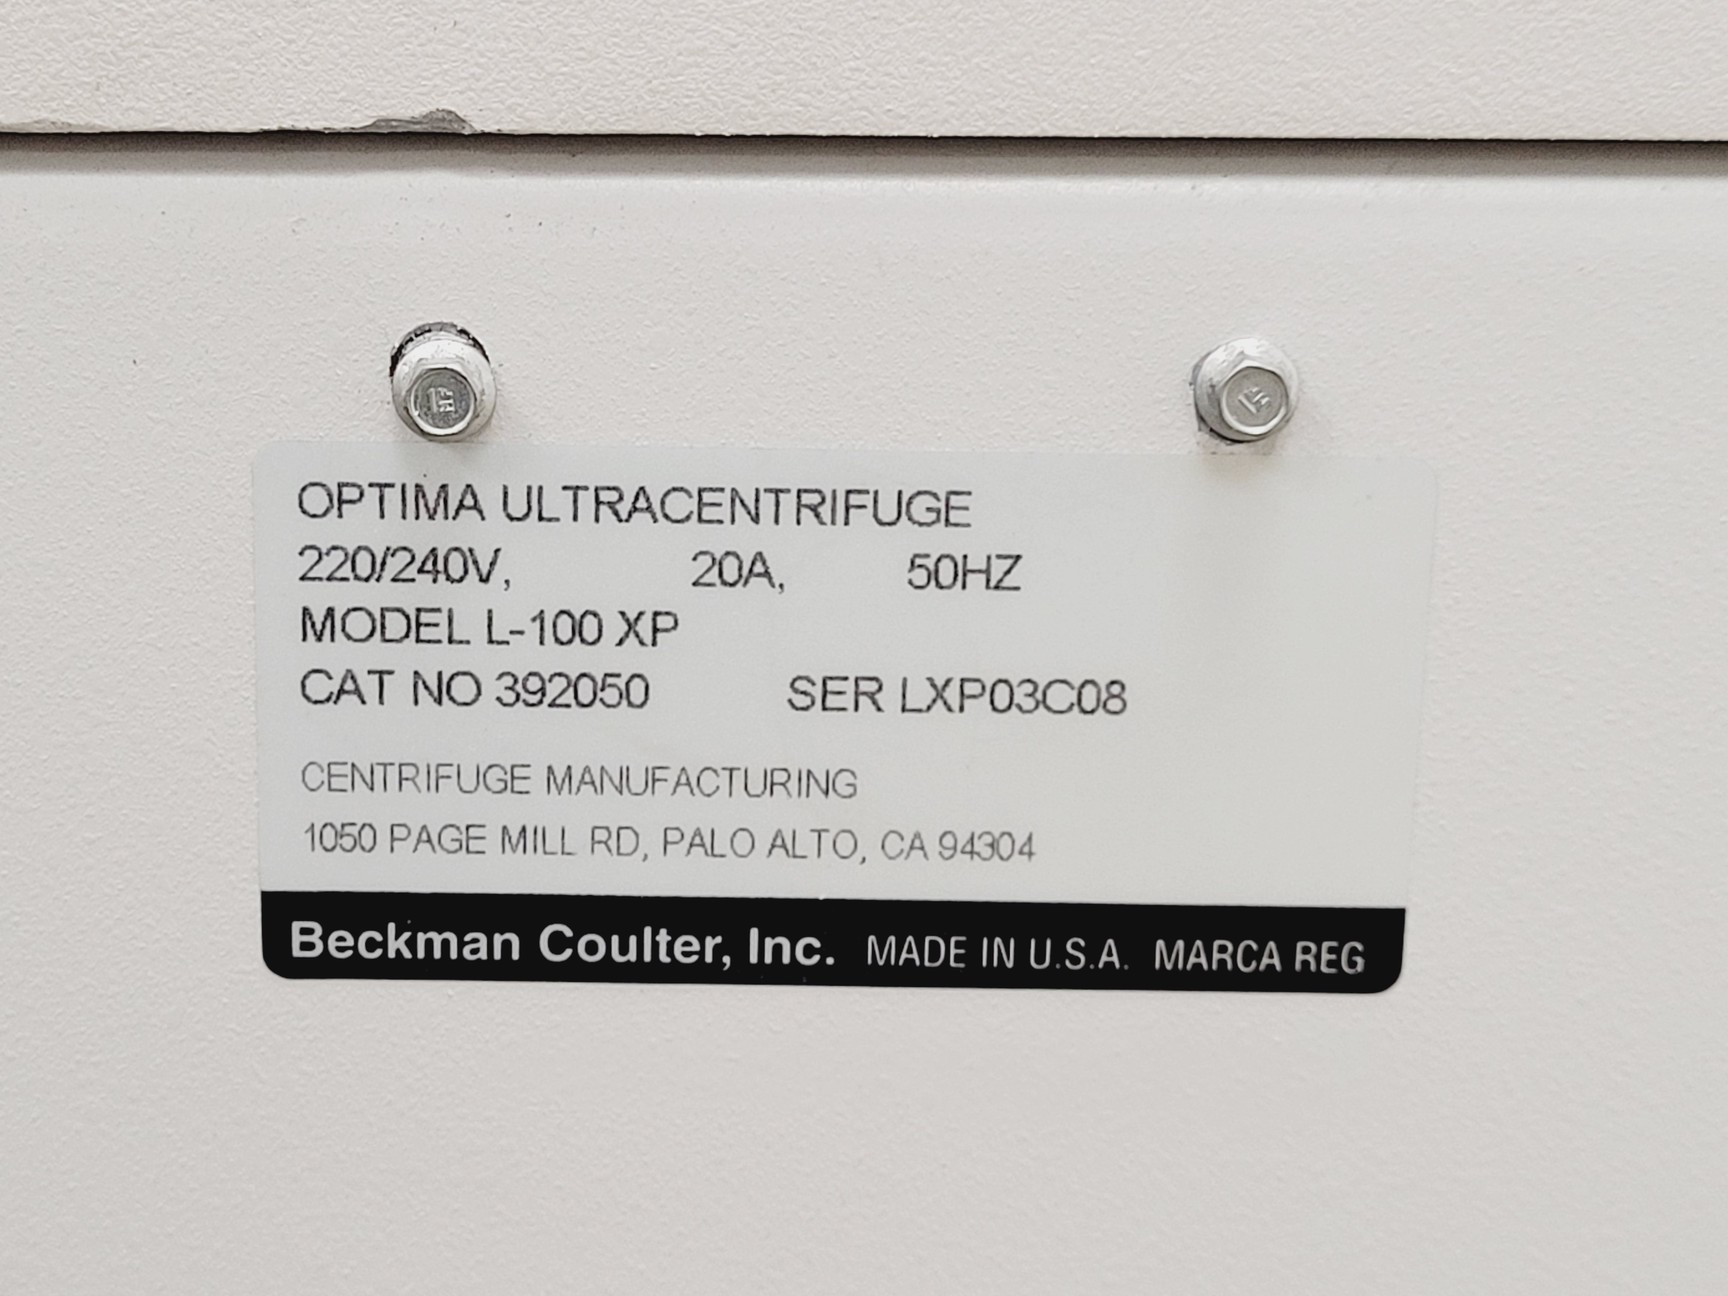 OPTIMA ULTRACENTRIFUGE
220/240V, 20A, 50HZ
MODEL L-100 XP
CAT NO 392050 SER LXP03C08
CENTRIFUGE MANUFACTURING
1050 PAGE MILL RD, PALO ALTO, CA 94304
Beckman Coulter, Inc. MADE IN U.S.A. MARCA REG